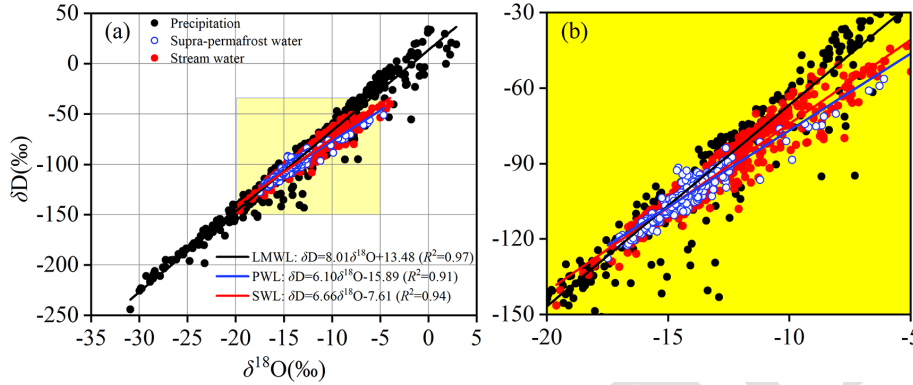 (a)
Precipitation
Supra-permafrost water
Stream water
50
0
-50
-100
-150
-200
-250
δD(‰)
LMWL: δD=8.01δ¹⁸O+13.48 (R²=0.97)
PWL: δD=6.10δ¹⁸O-15.89 (R²=0.91)
SWL: δD=6.66δ¹⁸O-7.61 (R²=0.94)
-35 -30 -25 -20 -15 -10 -5 0 5
δ¹⁸O(‰)
(b)
-30
-60
-90
-120
-150
-20 -15 -10 -5